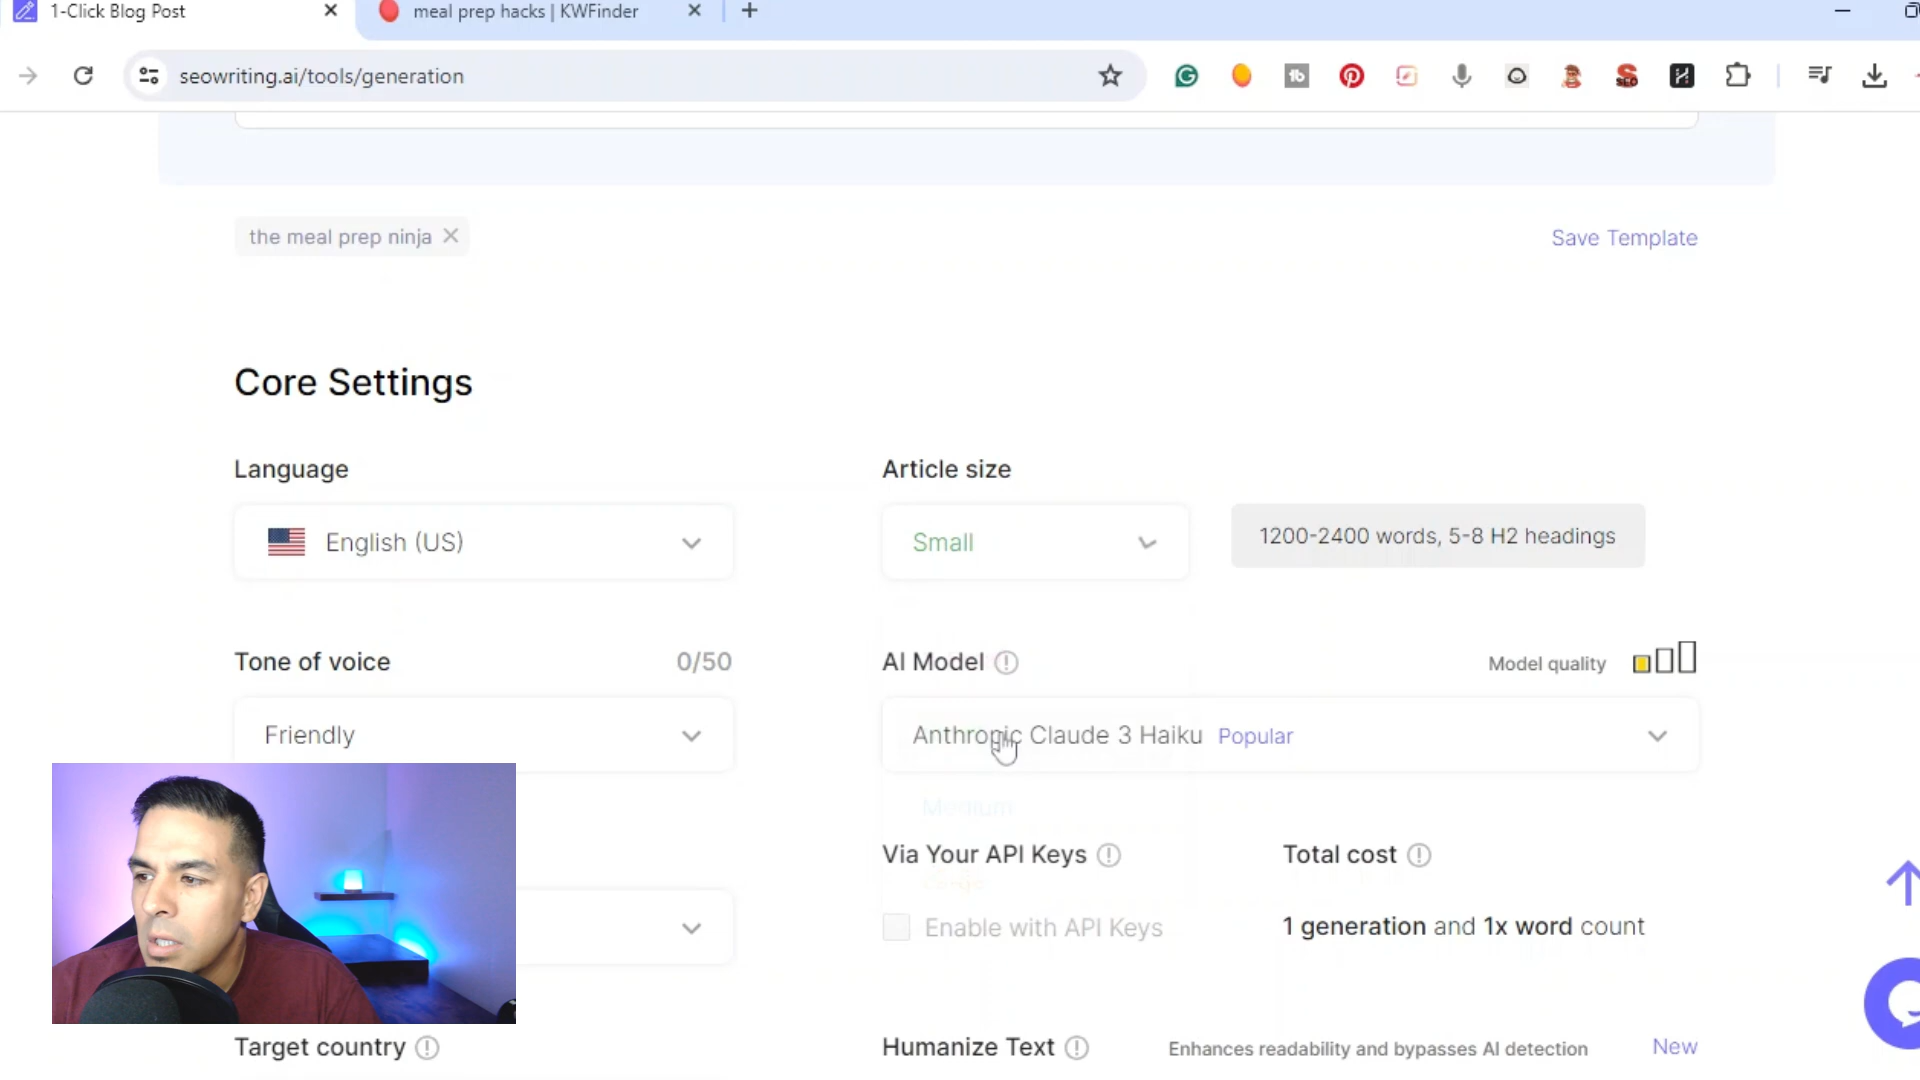 1-Click Blog Post
meal prep hacks | KWFinder
seowriting.ai/tools/generation
the meal prep ninja
Save Template
Core Settings
Language
Article size
English (US)
Small
1200-2400 words, 5-8 H2 headings
Tone of voice
0/50
AI Model
Model quality
Friendly
Anthropic Claude 3 Haiku Popular
Medium
Via Your API Keys
Total cost
Enable with API Keys
1 generation and 1x word count
Target country
Humanize Text
Enhances readability and bypasses AI detection
New